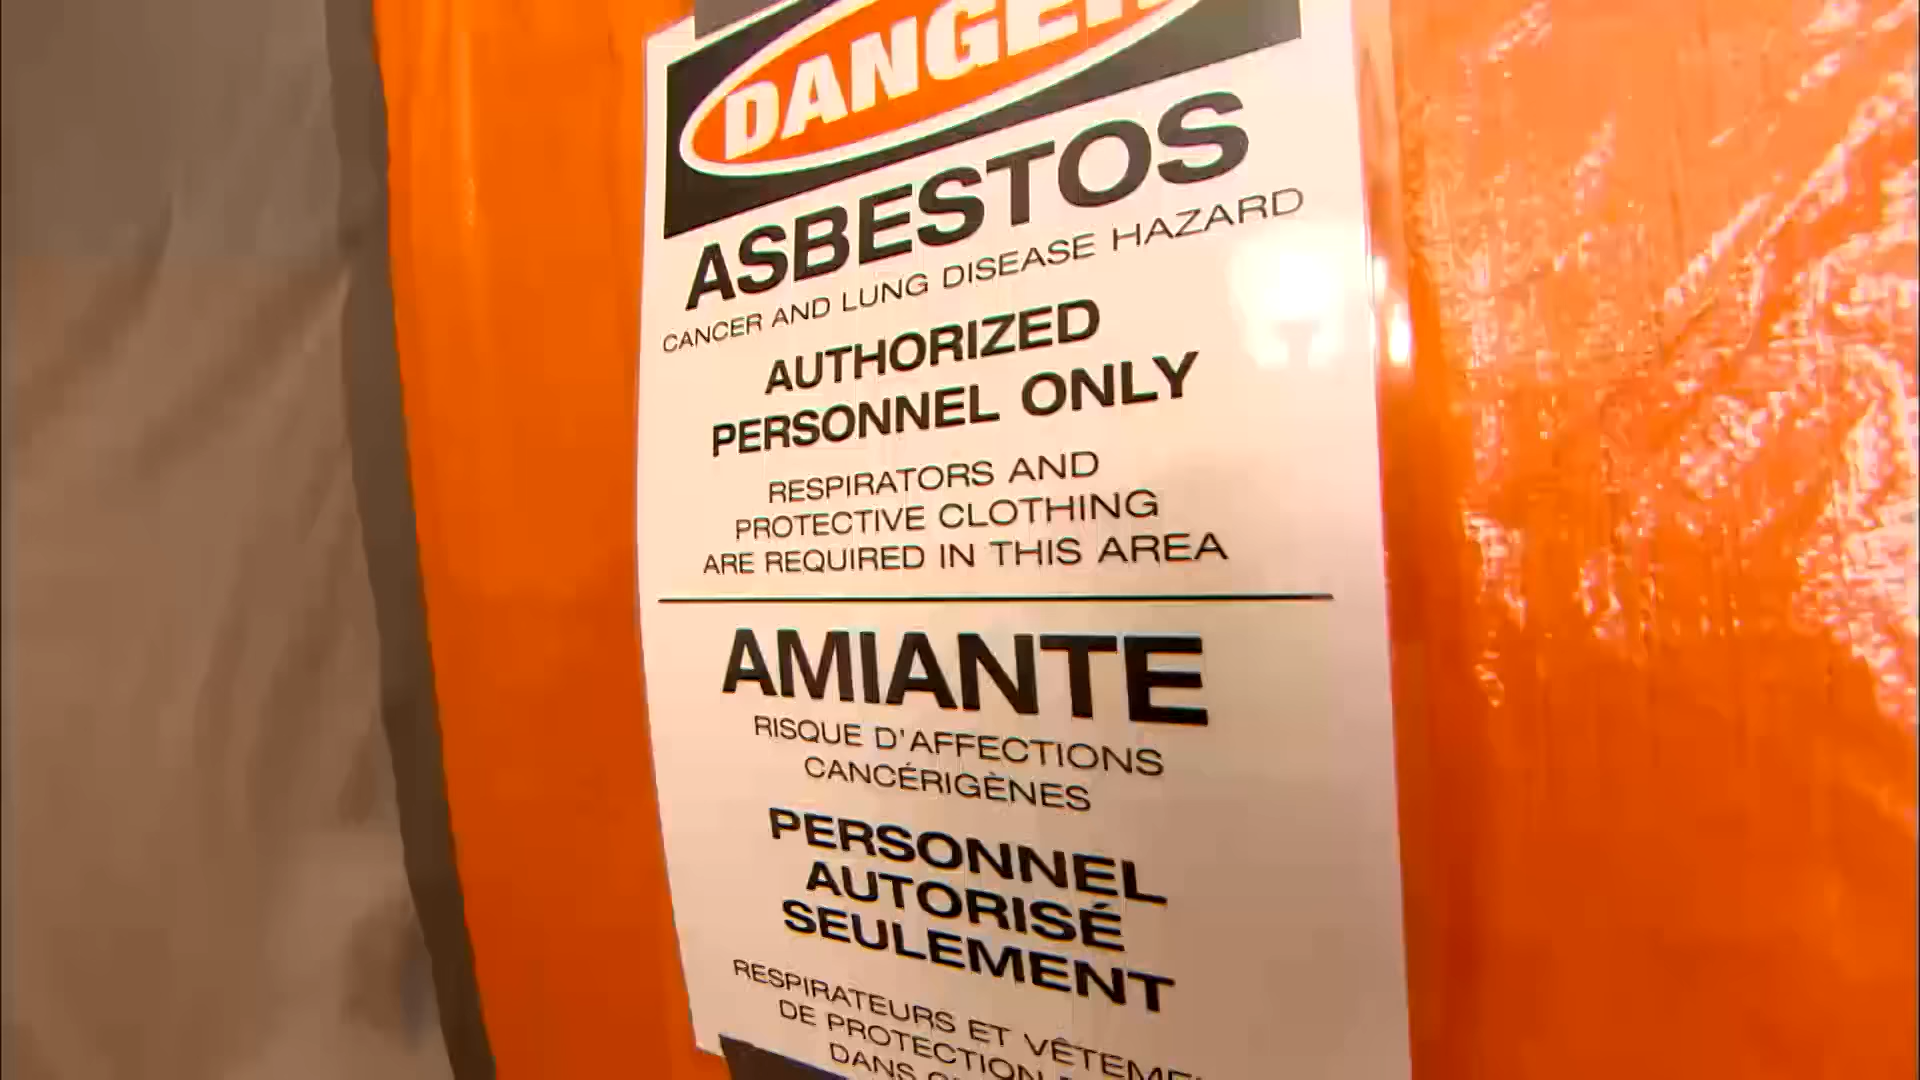 DANGER
ASBESTOS
CANCER AND LUNG DISEASE HAZARD
AUTHORIZED
PERSONNEL ONLY
RESPIRATORS AND
PROTECTIVE CLOTHING
ARE REQUIRED IN THIS AREA
AMIANTE
RISQUE D'AFFECTIONS
CANCÉRIGÈNES
PERSONNEL
AUTORISÉ
SEULEMENT
RESPIRATEURS ET
DE PROTECTION
DANS